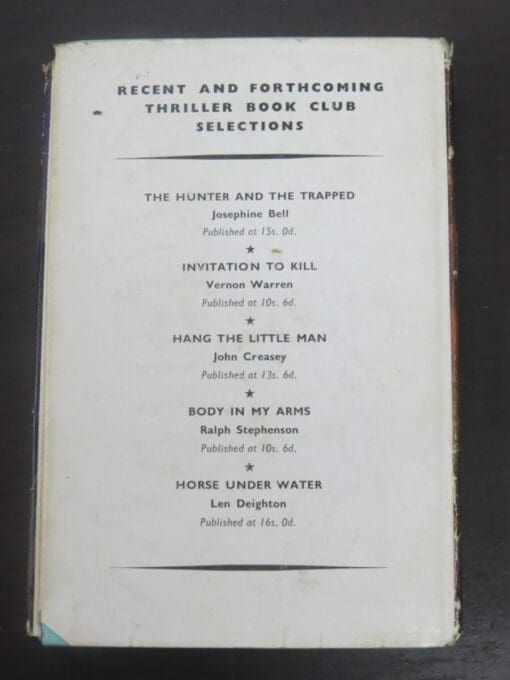 RECENT AND FORTHCOMING
THRILLER BOOK CLUB
SELECTIONS
THE HUNTER AND THE TRAPPED
Josephine Bell
Published at 15s. 0d.
★
INVITATION TO KILL
Vernon Warren
Published at 10s. 6d.
★
HANG THE LITTLE MAN
John Creasey
Published at 13s. 6d.
★
BODY IN MY ARMS
Ralph Stephenson
Published at 10s. 6d.
★
HORSE UNDER WATER
Len Deighton
Published at 16s. 0d.